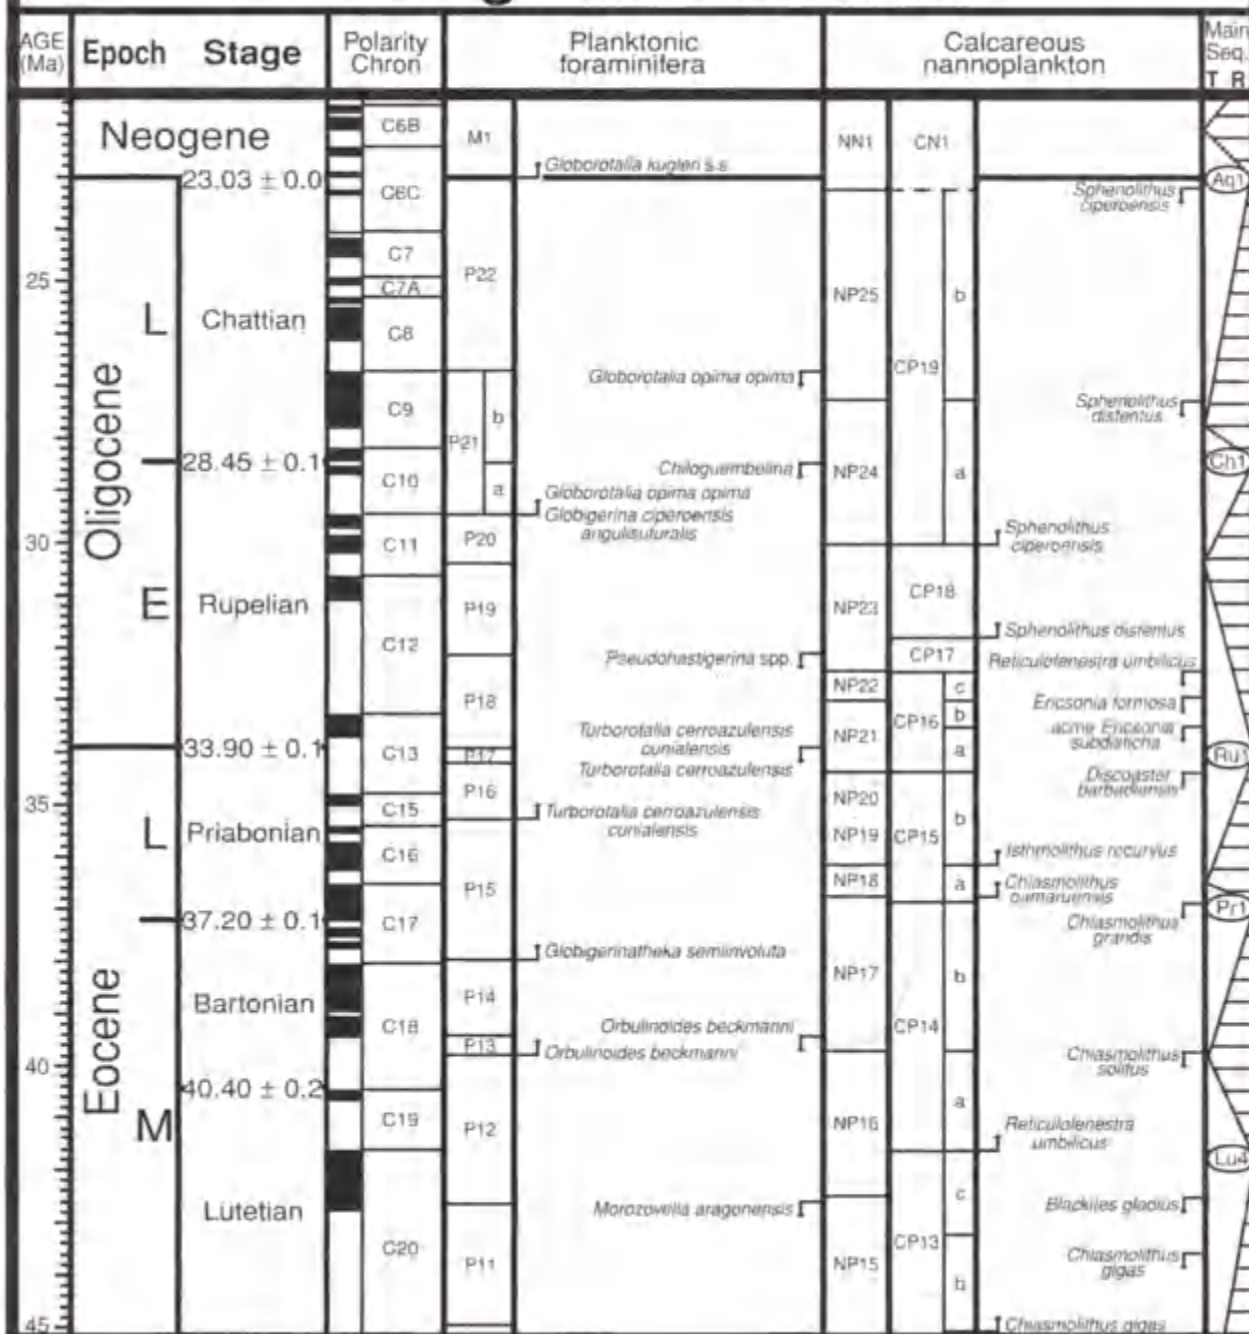 AGE
(Ma)
Epoch
Stage
Polarity
Chron
Planktonic
foraminifera
Calcareous
nannoplankton
Main
Seq.
T R
Neogene
C6B
M1
NN1
CN1
Globorotalia kugleri s.s.
23.03 ± 0.0
C6C
Aq1
Sphenolithus
ciperoensis
C7
25
P22
C7A
NP25
b
L
Chattian
C8
CP19
Globorotalia opima opima
Sphenolithus
distentus
C9
b
P21
28.45 ± 0.1
Ch1
Chiloguembelina
C10
NP24
a
a
Globorotalia opima opima
Globigerina ciperoensis
angulisuturalis
Oligocene
Sphenolithus
ciperoensis
30
C11
P20
CP18
E
Rupelian
P19
NP23
Sphenolithus distentus
C12
CP17
Pseudohastigerina spp.
Reticulofenestra umbilicus
NP22
c
P18
Ericsonia formosa
CP16
b
Turborotalia cerroazulensis
cunialensis
acme Ericsonia
subdisticha
NP21
33.90 ± 0.1
C13
P17
a
Ru1
Turborotalia cerroazulensis
Discoaster
barbadiensis
P16
35
C15
NP20
Turborotalia cerroazulensis
cunialensis
b
L
Priabonian
NP19
CP15
C16
Isthmolithus recurvus
P15
NP18
a
Chiasmolithus
oamaruensis
Pr1
37.20 ± 0.1
C17
Chiasmolithus
grandis
Globigerinatheka semiinvoluta
NP17
b
Bartonian
P14
C18
CP14
Orbulinoides beckmanni
P13
Orbulinoides beckmanni
Eocene
40
Chiasmolithus
solitus
40.40 ± 0.2
a
M
C19
P12
NP16
Reticulofenestra
umbilicus
Lu4
c
Lutetian
Morozovella aragonensis
Blackites gladius
C20
CP13
P11
NP15
Chiasmolithus
gigas
b
45
Chiasmolithus gigas